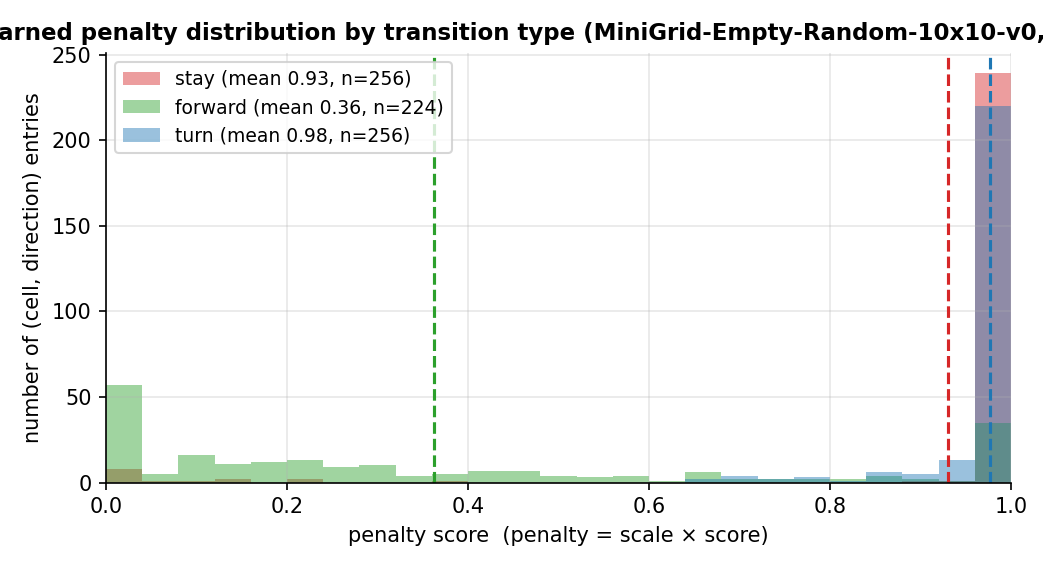 arned penalty distribution by transition type (MiniGrid-Empty-Random-10x10-v0,
stay (mean 0.93, n=256)
forward (mean 0.36, n=224)
turn (mean 0.98, n=256)
number of (cell, direction) entries
250
200
150
100
50
0
0.0 0.2 0.4 0.6 0.8 1.0
penalty score (penalty = scale × score)